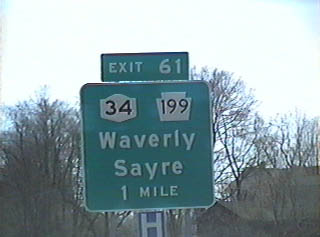 EXIT 61
34 199
Waverly
Sayre
1 MILE
H